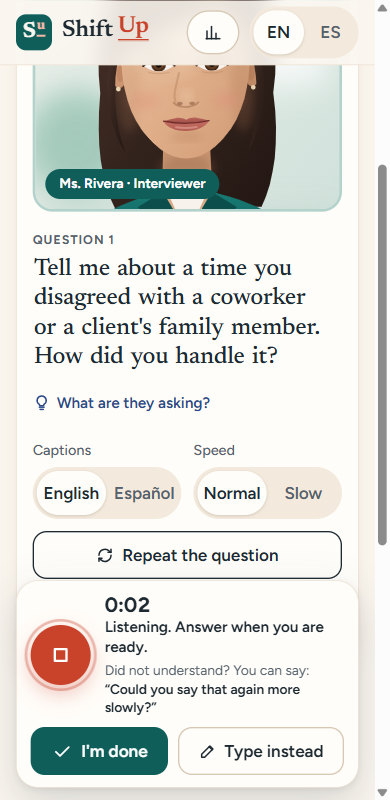 Su
Shift Up
EN
ES
Ms. Rivera · Interviewer
QUESTION 1
Tell me about a time you
disagreed with a coworker
or a client's family member.
How did you handle it?
What are they asking?
Captions
Speed
English
Español
Normal
Slow
Repeat the question
0:02
Listening. Answer when you are
ready.
Did not understand? You can say:
“Could you say that again more
slowly?”
I'm done
Type instead